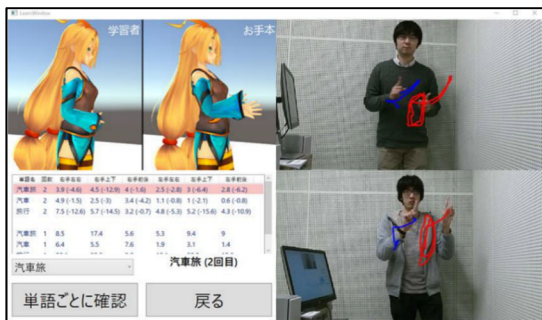 LearnWindow
学習者
お手本
単語名 回数 右手左右 右手上下 右手前後 左手左右 左手上下 左手前後
汽車旅 2 3.9 (-4.6) 4.5 (-12.9) 4 (-1.6) 2.5 (-2.8) 3 (-6.4) 2.8 (-6.2)
汽車 2 4.9 (-1.5) 2.5 (-3) 3.4 (-4.2) 1.1 (-0.8) 1 (-2.1) 0.6 (-0.8)
旅行 2 7.5 (-12.6) 5.7 (-14.5) 3.2 (-0.7) 4.8 (-5.3) 5.2 (-15.6) 4.3 (-10.9)
汽車旅 1 8.5 17.4 5.6 5.3 9.4 9
汽車 1 6.4 5.5 7.6 1.9 3.1 1.4
汽車旅
汽車旅 (2回目)
単語ごとに確認
戻る